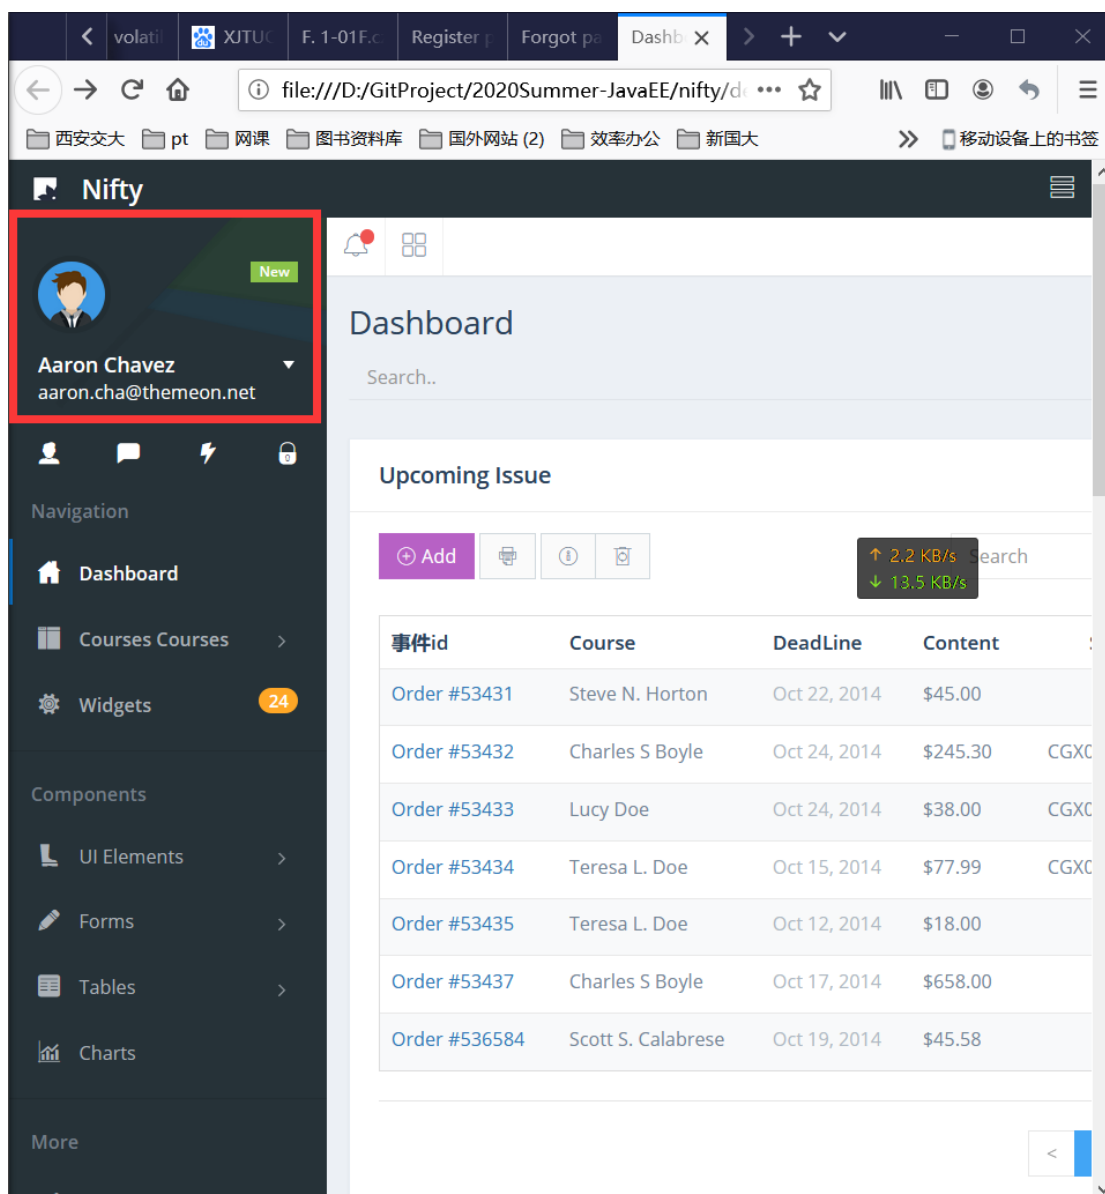 volati XJTUC F. 1-01F.c Register p Forgot pa Dashb
file:///D:/GitProject/2020Summer-JavaEE/nifty/de
西安交大 pt 网课 图书资料库 国外网站 (2) 效率办公 新国大 移动设备上的书签
Nifty
New
Aaron Chavez
aaron.cha@themeon.net
Dashboard
Search..
Navigation
Dashboard
Courses Courses
Widgets 24
Components
UI Elements
Forms
Tables
Charts
More
Upcoming Issue
Add
↑ 2.2 KB/s
↓ 13.5 KB/s
Search
事件id Course DeadLine Content
Order #53431 Steve N. Horton Oct 22, 2014 $45.00
Order #53432 Charles S Boyle Oct 24, 2014 $245.30 CGX0
Order #53433 Lucy Doe Oct 24, 2014 $38.00 CGX0
Order #53434 Teresa L. Doe Oct 15, 2014 $77.99 CGX0
Order #53435 Teresa L. Doe Oct 12, 2014 $18.00
Order #53437 Charles S Boyle Oct 17, 2014 $658.00
Order #536584 Scott S. Calabrese Oct 19, 2014 $45.58
<